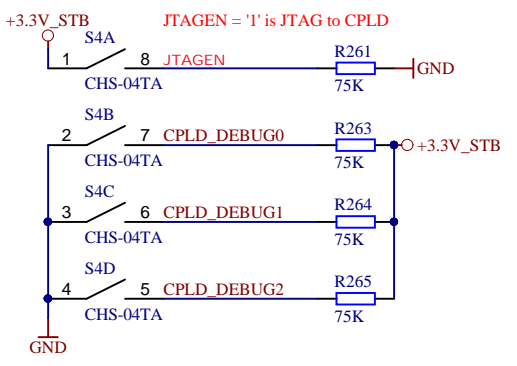 +3.3V_STB JTAGEN = '1' is JTAG to CPLD
S4A R261
1 8 JTAGEN GND
CHS-04TA 75K
S4B R263
2 7 CPLD_DEBUG0 +3.3V_STB
CHS-04TA 75K
S4C R264
3 6 CPLD_DEBUG1
CHS-04TA 75K
S4D R265
4 5 CPLD_DEBUG2
CHS-04TA 75K
GND